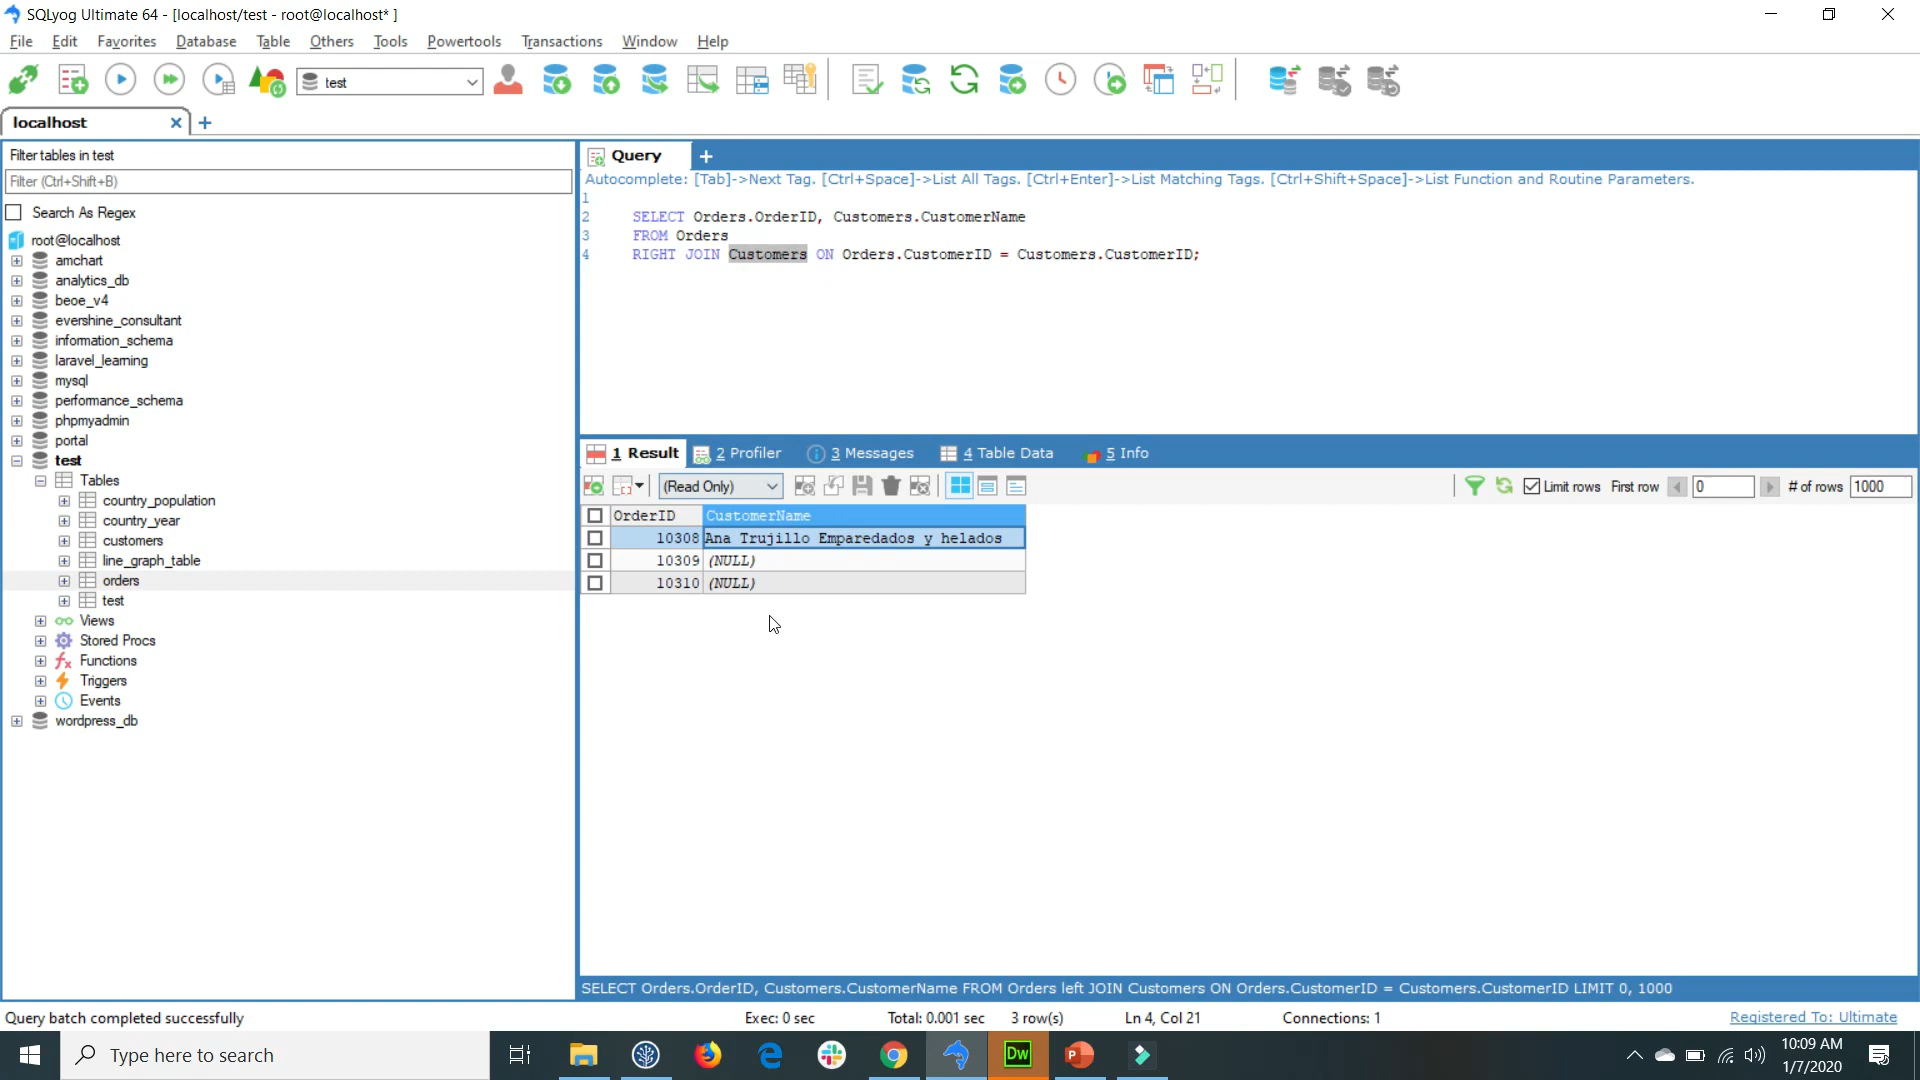 SQLyog Ultimate 64 - [localhost/test - root@localhost* ]
File Edit Favorites Database Table Others Tools Powertools Transactions Window Help
test
localhost
Filter tables in test
Filter (Ctrl+Shift+B)
Search As Regex
root@localhost
amchart
analytics_db
beoe_v4
evershine_consultant
information_schema
laravel_learning
mysql
performance_schema
phpmyadmin
portal
test
Tables
country_population
country_year
customers
line_graph_table
orders
test
Views
Stored Procs
Functions
Triggers
Events
wordpress_db
Query
Autocomplete: [Tab]->Next Tag. [Ctrl+Space]->List All Tags. [Ctrl+Enter]->List Matching Tags. [Ctrl+Shift+Space]->List Function and Routine Parameters.
1
2 SELECT Orders.OrderID, Customers.CustomerName
3 FROM Orders
4 RIGHT JOIN Customers ON Orders.CustomerID = Customers.CustomerID;
1 Result 2 Profiler 3 Messages 4 Table Data 5 Info
(Read Only) Limit rows First row 0 # of rows 1000
OrderID CustomerName
10308 Ana Trujillo Emparedados y helados
10309 (NULL)
10310 (NULL)
SELECT Orders.OrderID, Customers.CustomerName FROM Orders left JOIN Customers ON Orders.CustomerID = Customers.CustomerID LIMIT 0, 1000
Query batch completed successfully Exec: 0 sec Total: 0.001 sec 3 row(s) Ln 4, Col 21 Connections: 1 Registered To: Ultimate
Type here to search
Dw
P
10:09 AM
1/7/2020